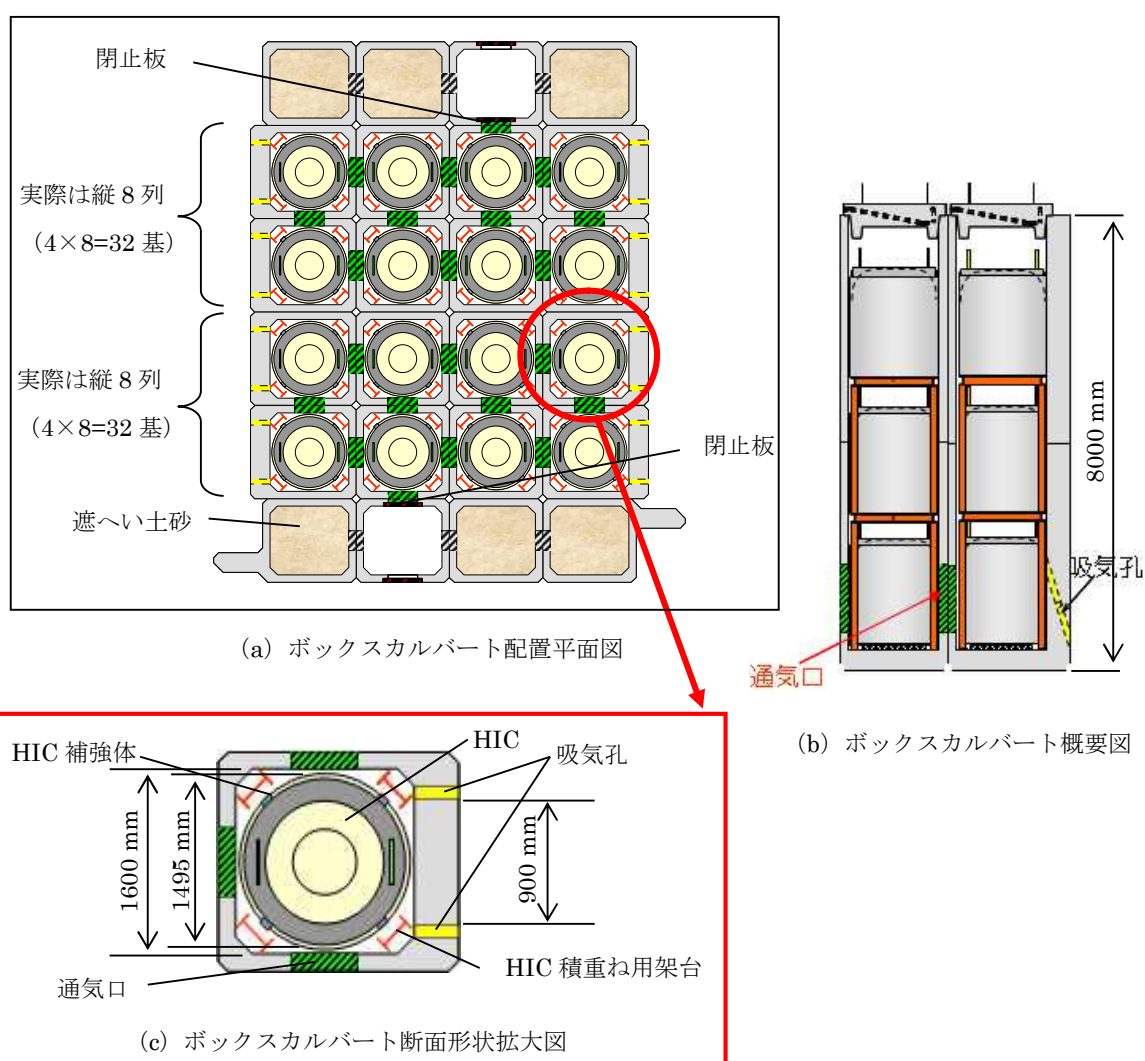 閉止板
実際は縦 8 列
(4×8=32 基)
実際は縦 8 列
(4×8=32 基)
閉止板
遮へい土砂
(a) ボックスカルバート配置平面図
8000 mm
吸気孔
通気口
(b) ボックスカルバート概要図
HIC 補強体
HIC
吸気孔
1600 mm
1495 mm
900 mm
通気口
HIC 積重ね用架台
(c) ボックスカルバート断面形状拡大図